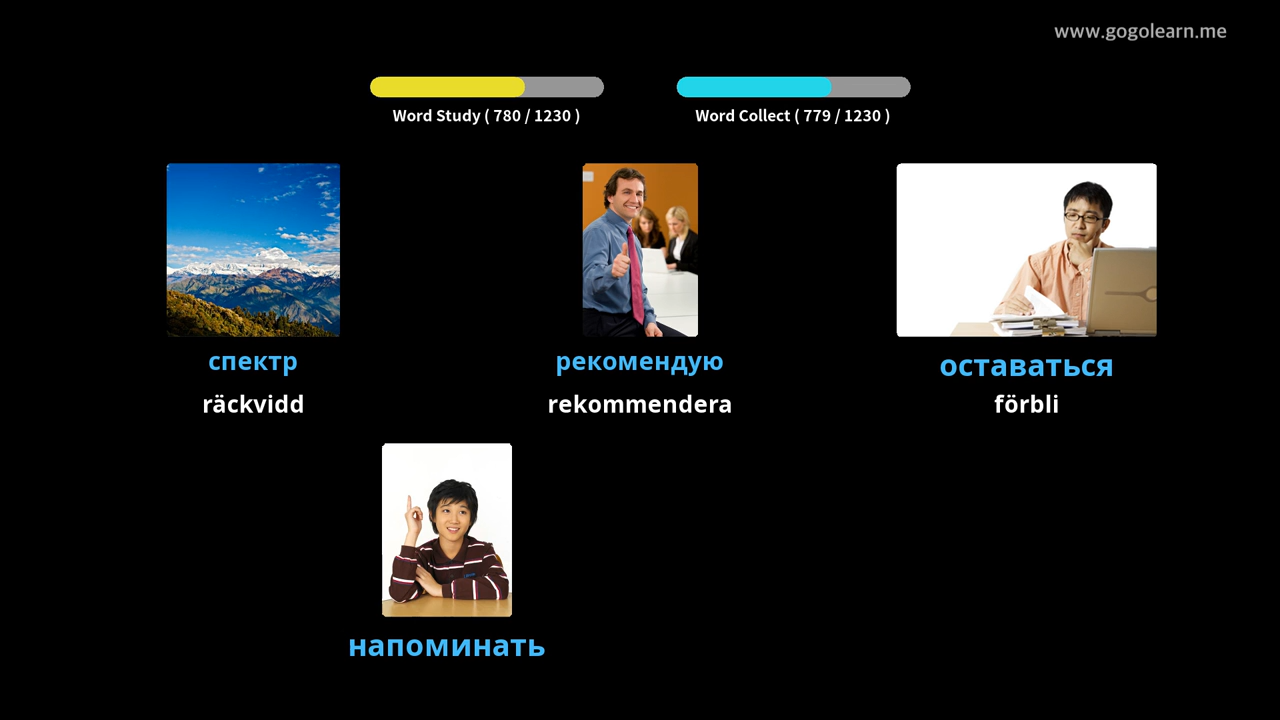 www.gogolearn.me
Word Study ( 780 / 1230 )
Word Collect ( 779 / 1230 )
спектр
рекомендую
оставаться
räckvidd
rekommendera
förbli
напоминать